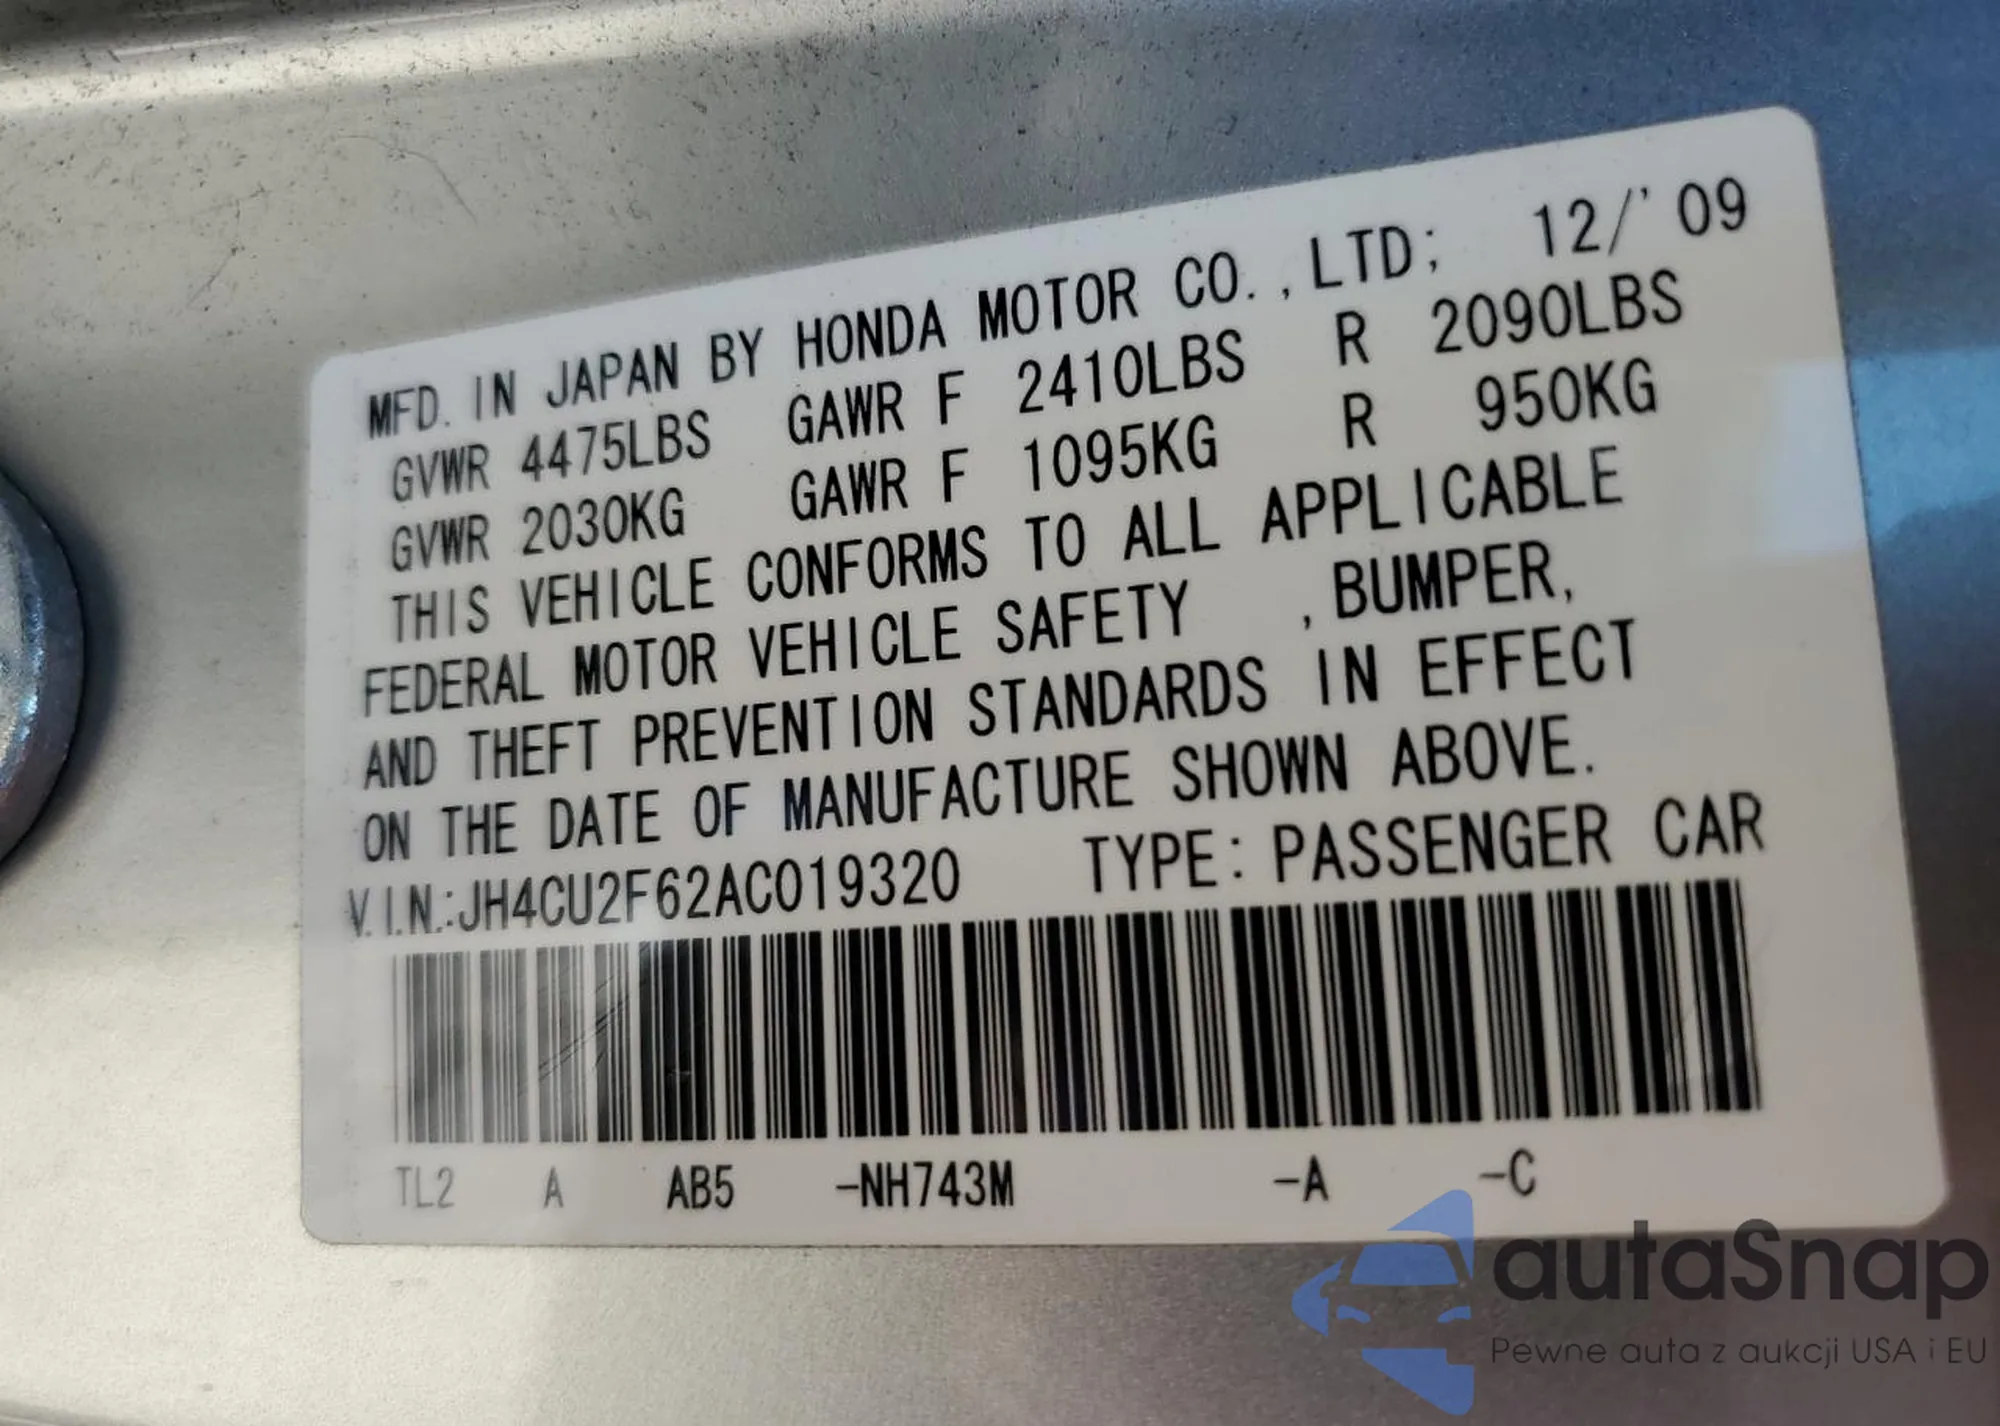 MFD. IN JAPAN BY HONDA MOTOR CO.,LTD; 12/'09
GVWR 4475LBS GAWR F 2410LBS R 2090LBS
GVWR 2030KG GAWR F 1095KG R 950KG
THIS VEHICLE CONFORMS TO ALL APPLICABLE
FEDERAL MOTOR VEHICLE SAFETY ,BUMPER,
AND THEFT PREVENTION STANDARDS IN EFFECT
ON THE DATE OF MANUFACTURE SHOWN ABOVE.
V.I.N.:JH4CU2F62AC019320 TYPE:PASSENGER CAR
TL2 A AB5 -NH743M -A -C
autaSnap
Pewne auta z aukcji USA i EU